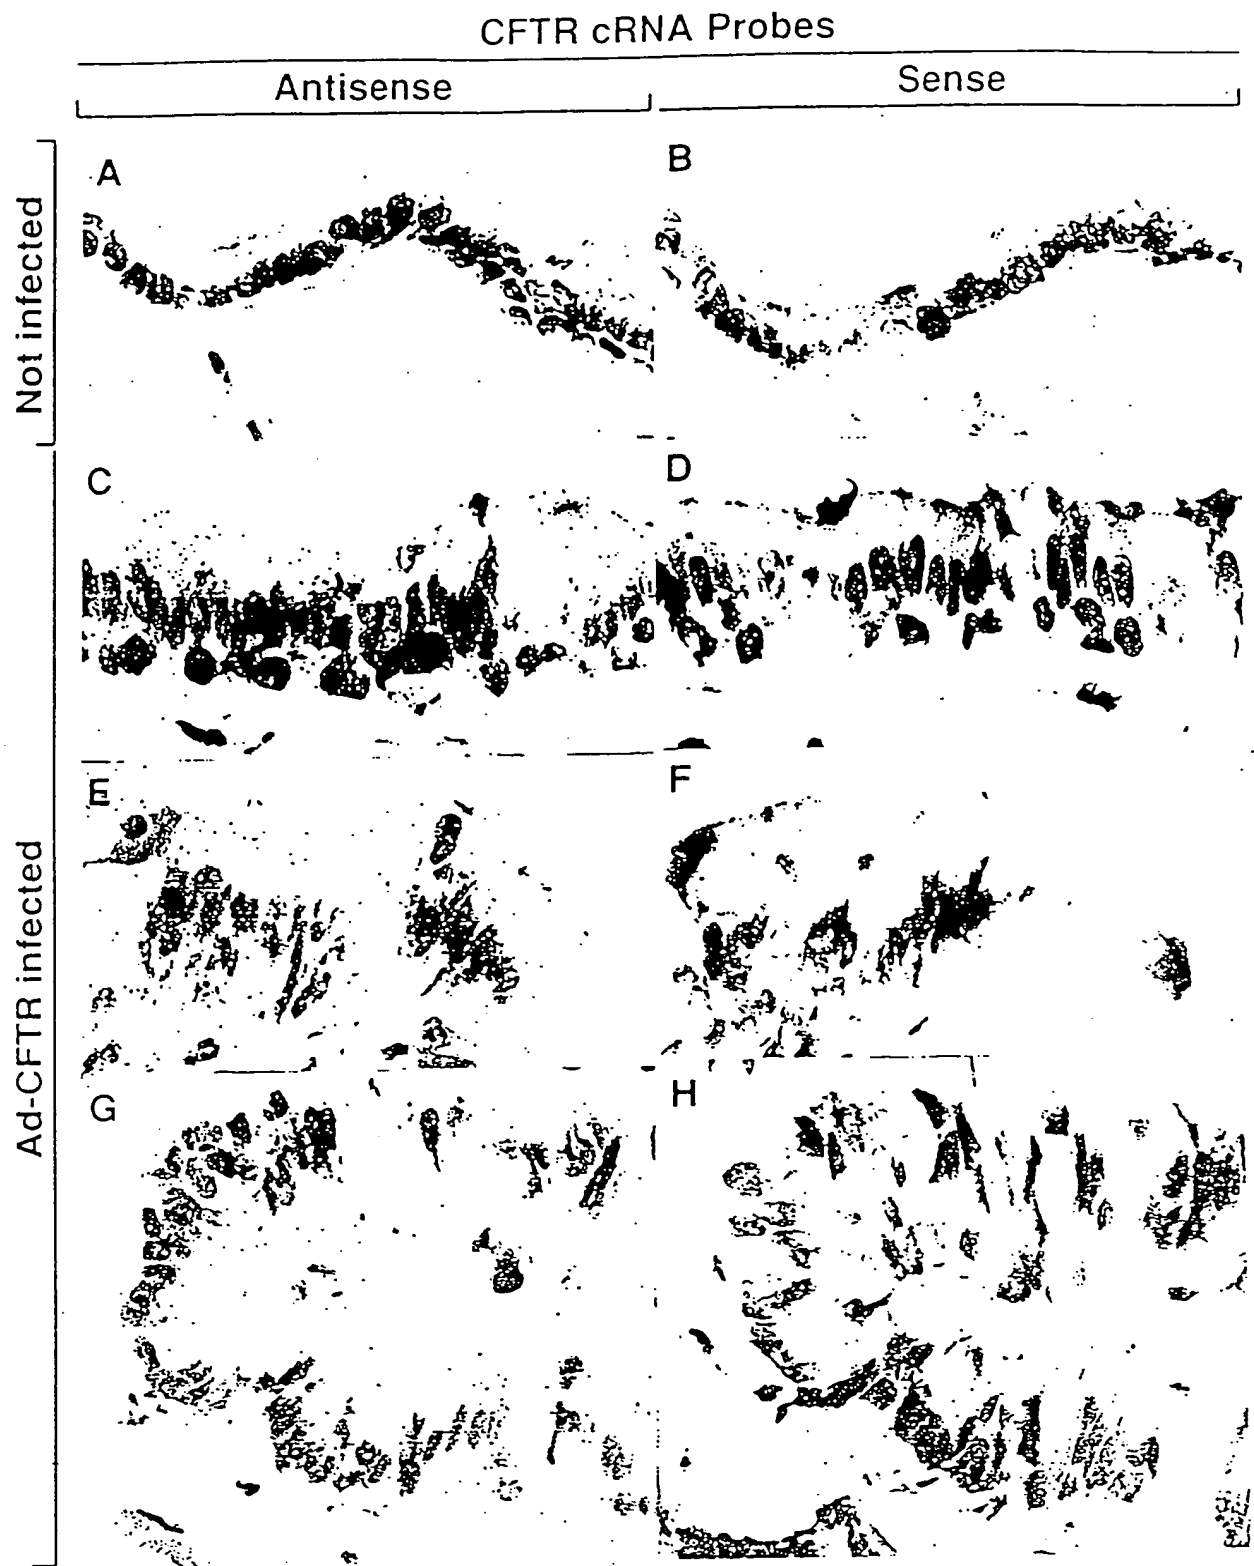 CFTR cRNA Probes
Antisense
Sense
Not infected
A
B
C
D
Ad-CFTR infected
E
F
G
H